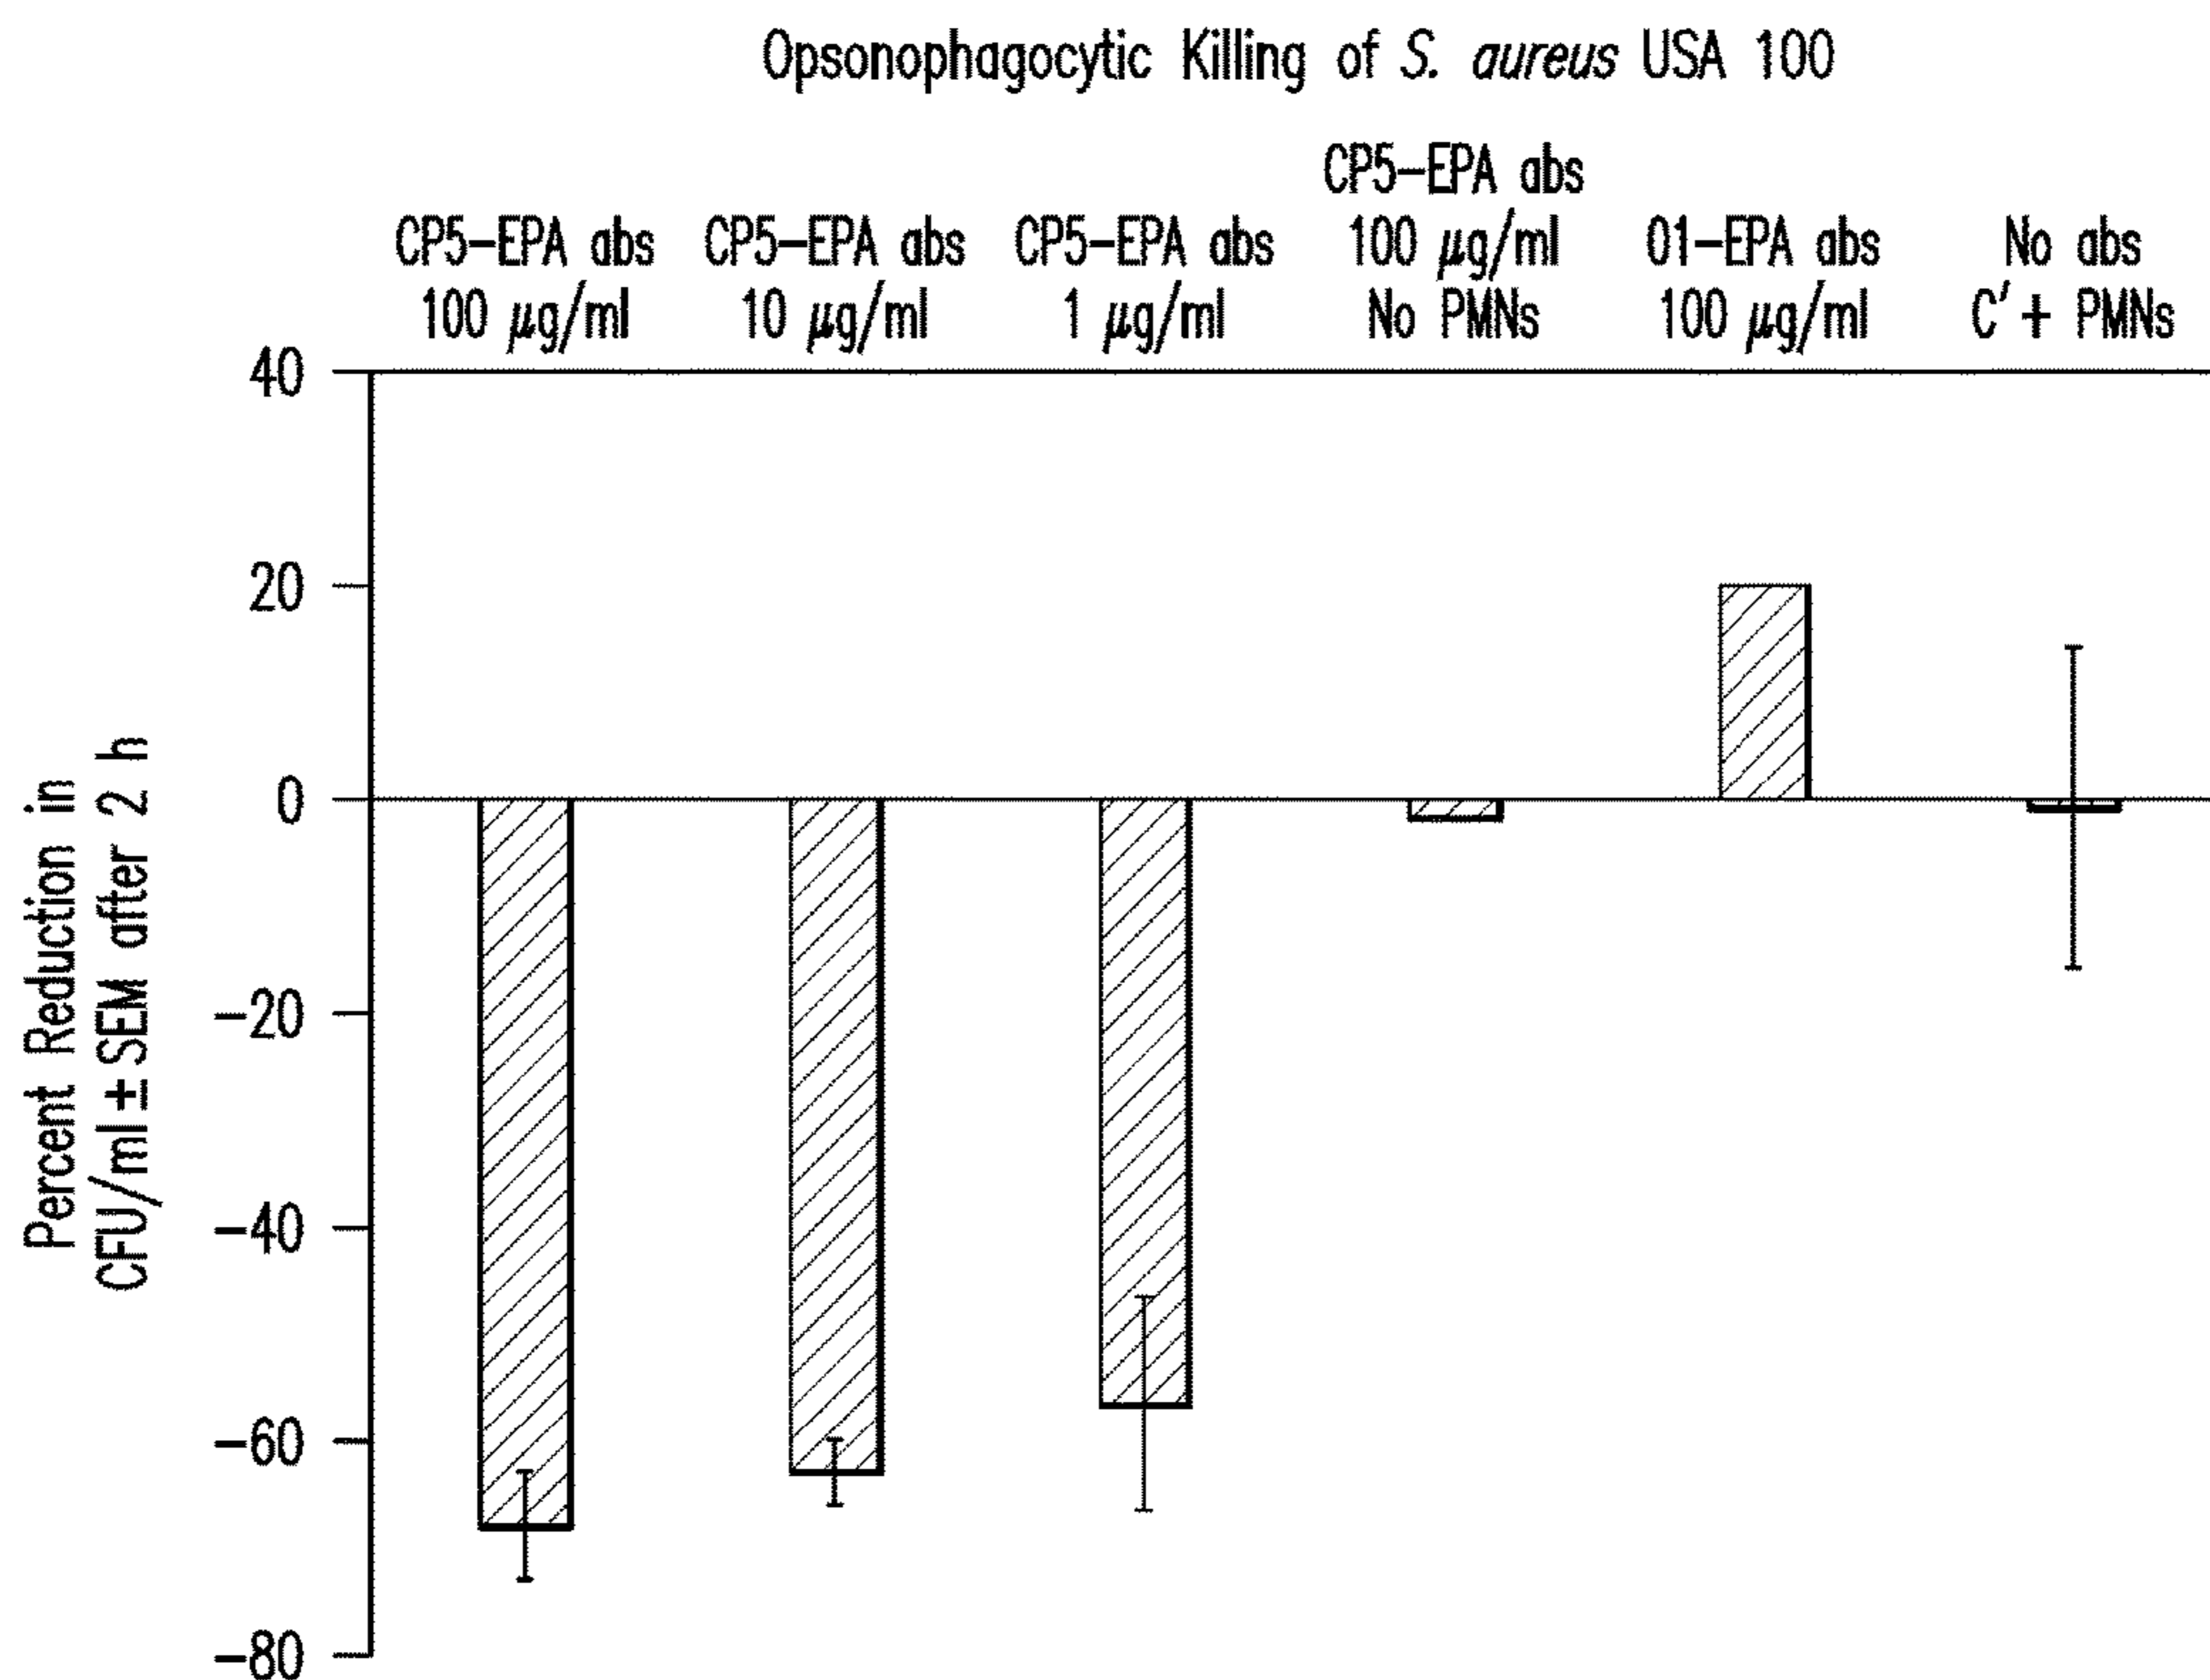 Opsonophagocytic Killing of S. aureus USA 100
CP5-EPA abs
100 μg/ml
CP5-EPA abs
10 μg/ml
CP5-EPA abs
1 μg/ml
CP5-EPA abs
100 μg/ml
No PMNs
01-EPA abs
100 μg/ml
No abs
C′+ PMNs
40
20
0
-20
-40
-60
-80
Percent Reduction in
CFU/ml±SEM after 2 h